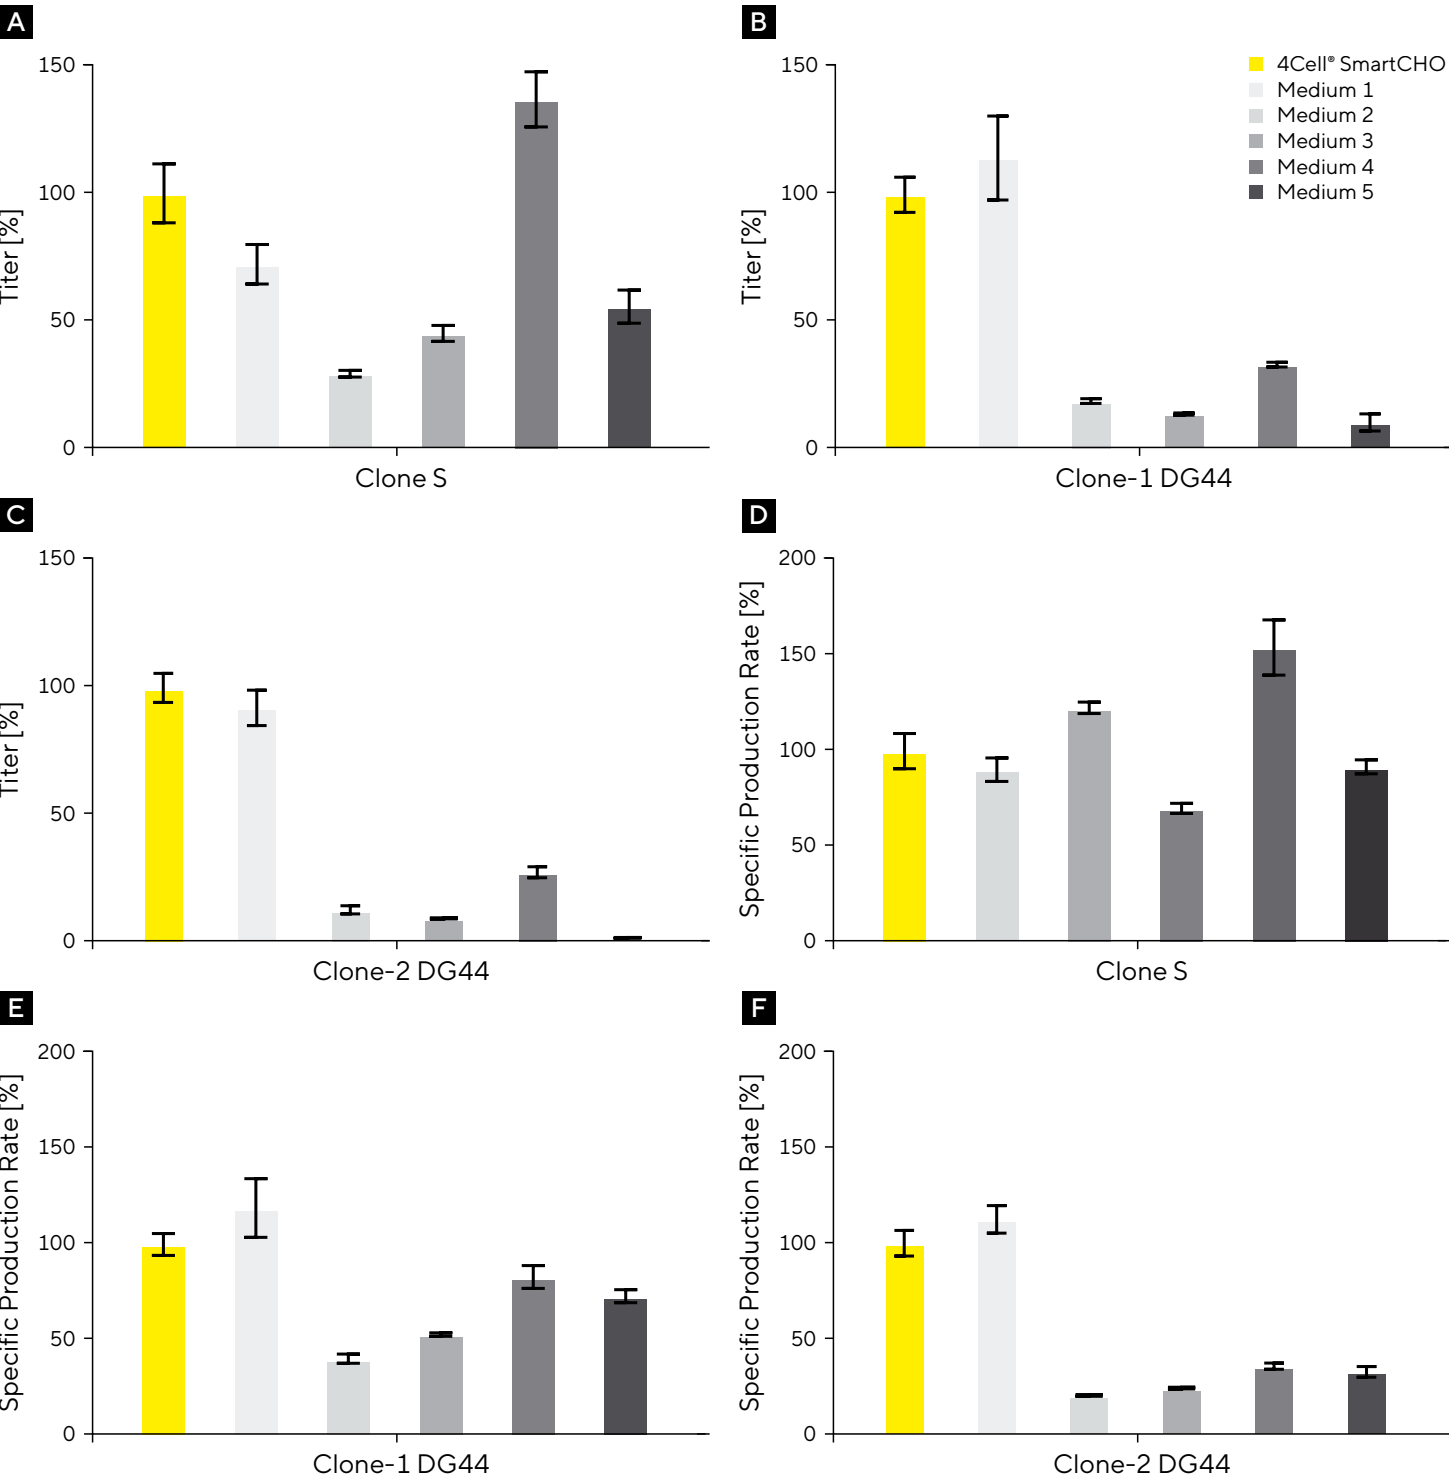 A
150
100
50
0
Titer [%]
Clone S
B
150
100
50
0
Titer [%]
Clone-1 DG44
4Cell® SmartCHO
Medium 1
Medium 2
Medium 3
Medium 4
Medium 5
C
150
100
50
0
Titer [%]
Clone-2 DG44
D
200
150
100
50
0
Specific Production Rate [%]
Clone S
E
200
150
100
50
0
Specific Production Rate [%]
Clone-1 DG44
F
200
150
100
50
0
Specific Production Rate [%]
Clone-2 DG44